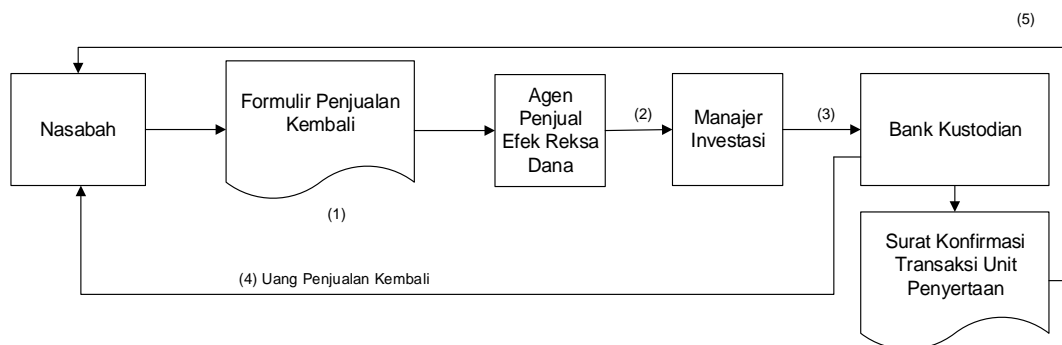 (5)
Nasabah
Formulir Penjualan
Kembali
(1)
Agen
Penjual
Efek Reksa
Dana
(2)
Manajer
Investasi
(3)
Bank Kustodian
Surat Konfirmasi
Transaksi Unit
Penyertaan
(4) Uang Penjualan Kembali